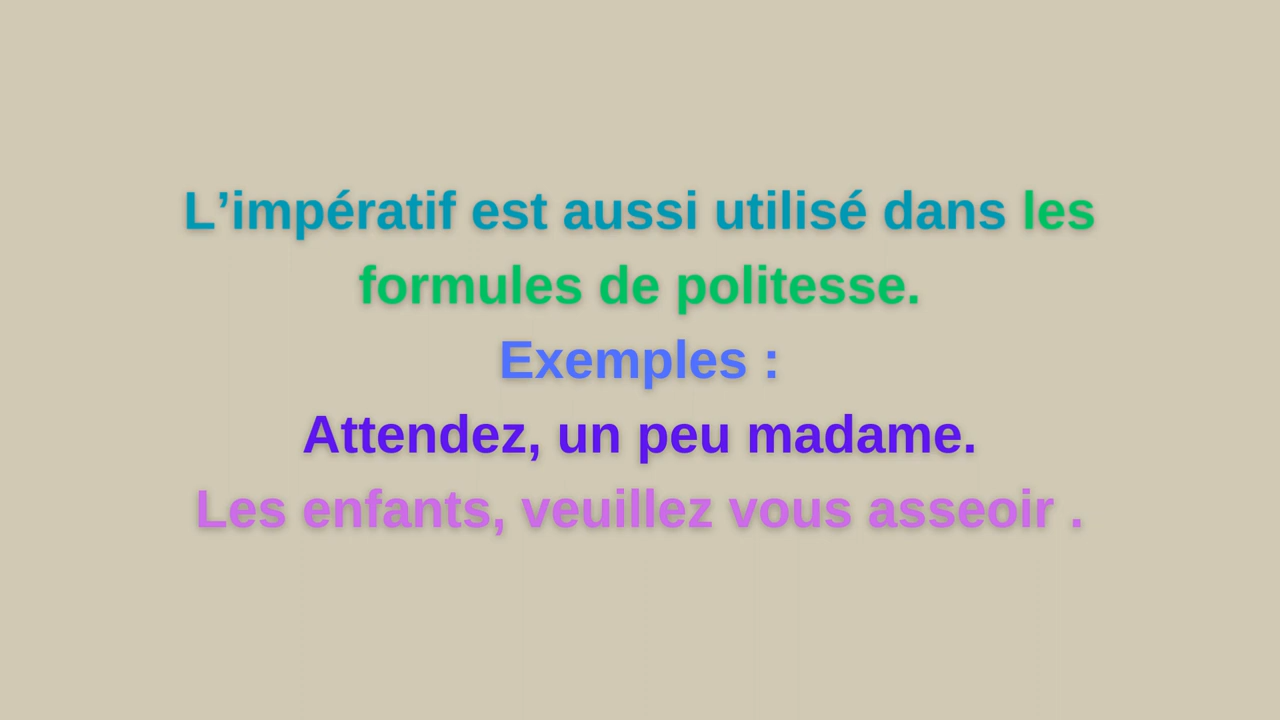 L’impératif est aussi utilisé dans les
formules de politesse.
Exemples :
Attendez, un peu madame.
Les enfants, veuillez vous asseoir .